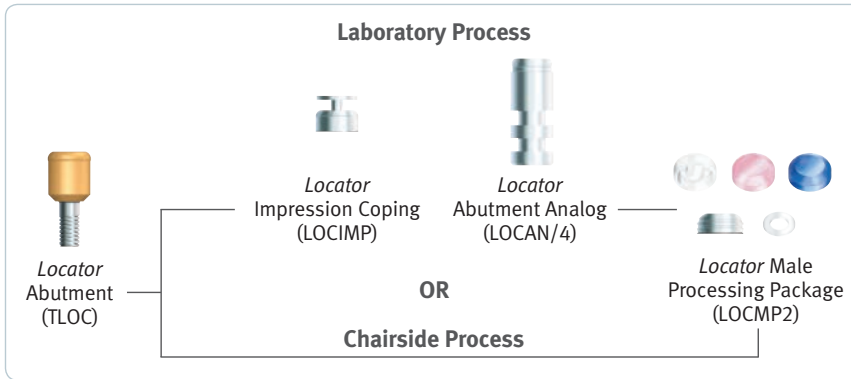 Laboratory Process
Locator
Impression Coping
(LOCIMP)
Locator
Abutment Analog
(LOCAN/4)
Locator
Abutment
(TLOC)
Locator Male
Processing Package
(LOCMP2)
OR
Chairside Process